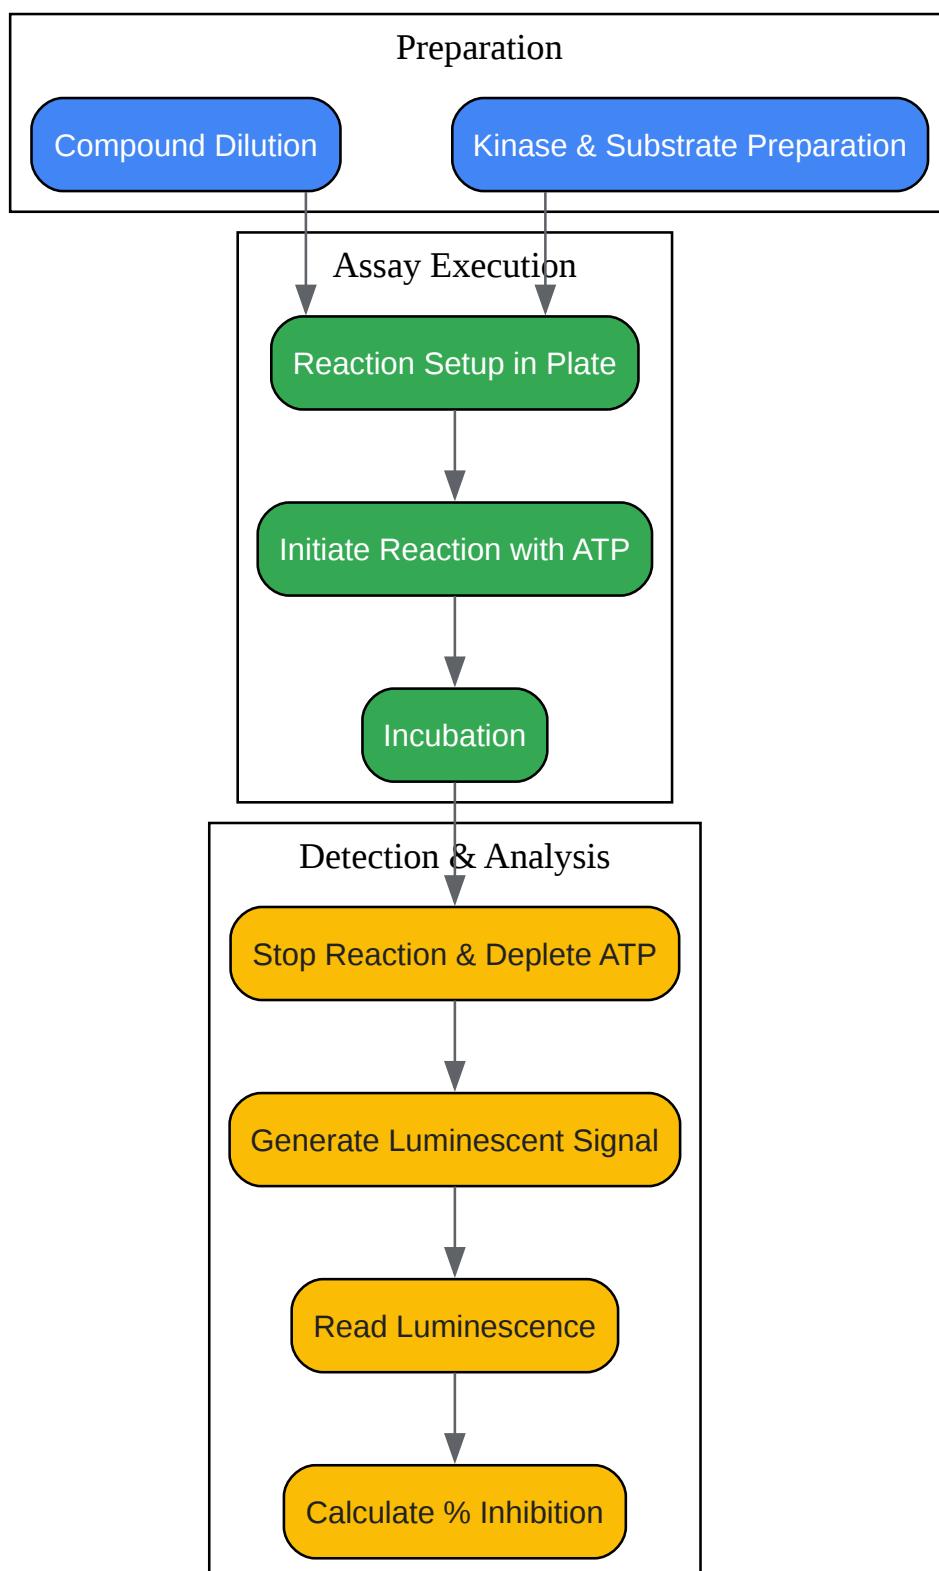 Preparation
Compound Dilution
Kinase & Substrate Preparation
Assay Execution
Reaction Setup in Plate
Initiate Reaction with ATP
Incubation
Detection & Analysis
Stop Reaction & Deplete ATP
Generate Luminescent Signal
Read Luminescence
Calculate % Inhibition